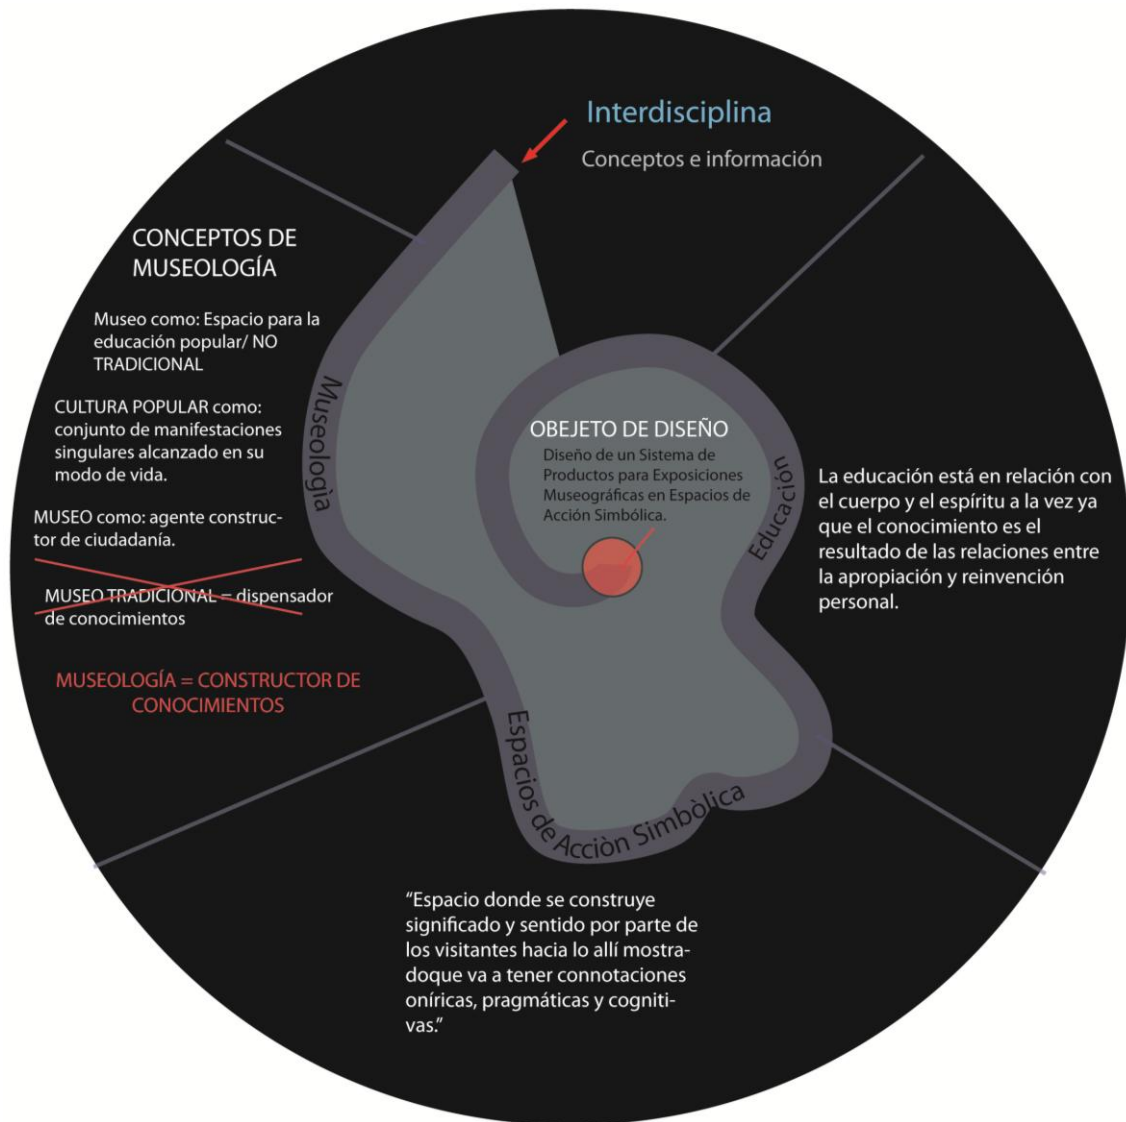 Interdisciplina
Conceptos e información
CONCEPTOS DE
MUSEOLOGÍA
Museo como: Espacio para la
educación popular/ NO
TRADICIONAL
CULTURA POPULAR como:
conjunto de manifestaciones
singulares alcanzado en su
modo de vida.
MUSEO como: agente construc-
tor de ciudadanía.
MUSEO TRADICIONAL = dispensador
de conocimientos
MUSEOLOGÍA = CONSTRUCTOR DE
CONOCIMIENTOS
Museologìa
OBEJETO DE DISEÑO
Diseño de un Sistema de
Productos para Exposiciones
Museográficas en Espacios de
Acción Simbólica.
Educación
La educación está en relación con
el cuerpo y el espíritu a la vez ya
que el conocimiento es el
resultado de las relaciones entre
la apropiación y reinvención
personal.
Espacios de Acciòn Simbòlica
“Espacio donde se construye
significado y sentido por parte de
los visitantes hacia lo allí mostra-
doque va a tener connotaciones
oníricas, pragmáticas y cogniti-
vas.”